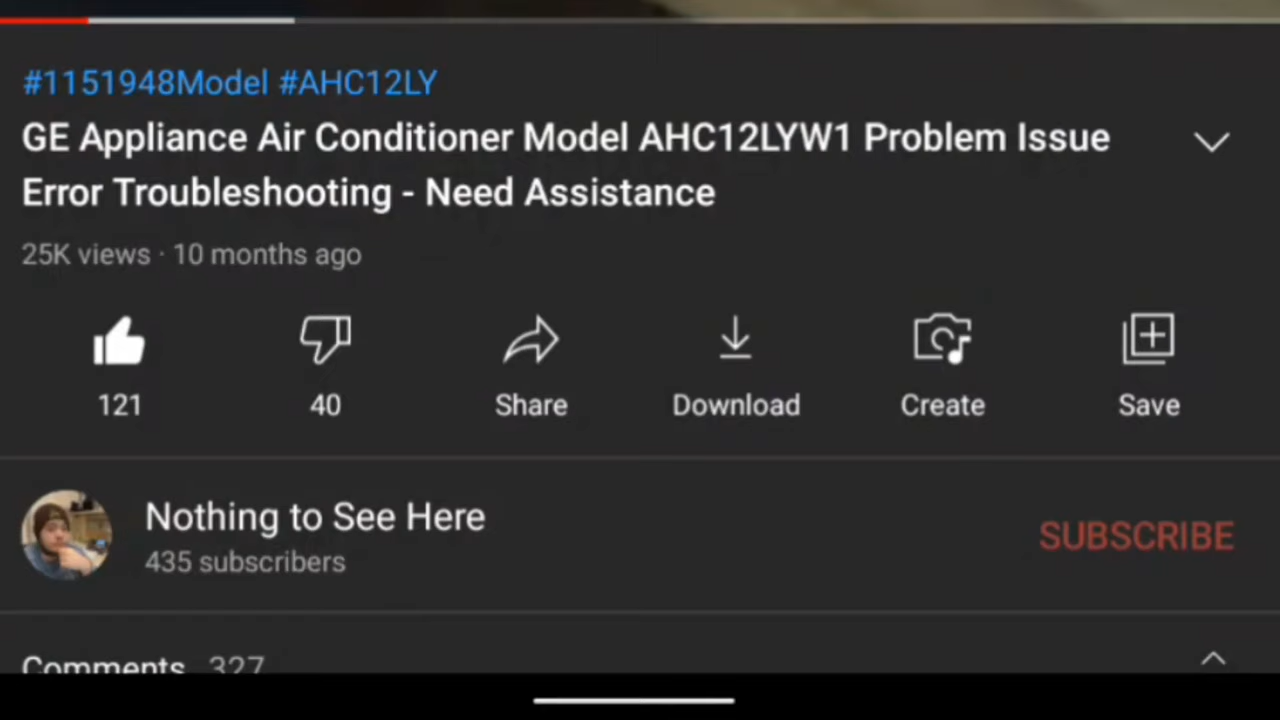 #1151948Model #AHC12LY
GE Appliance Air Conditioner Model AHC12LYW1 Problem Issue
Error Troubleshooting - Need Assistance
25K views · 10 months ago
121 40 Share Download Create Save
Nothing to See Here
SUBSCRIBE
435 subscribers
Comments 327